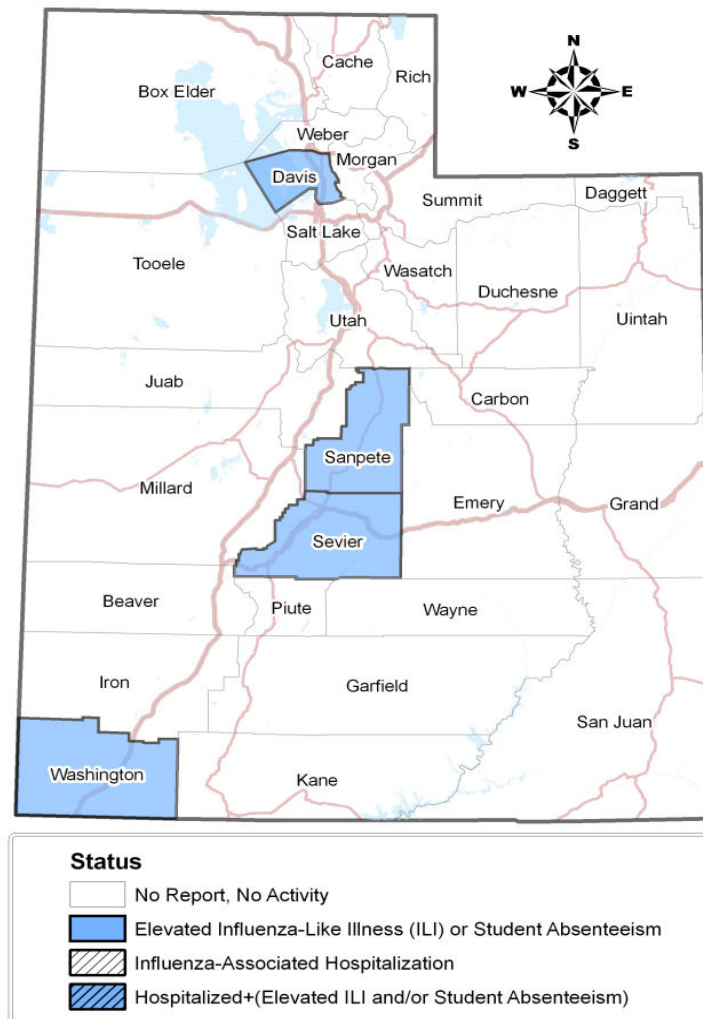 N
W E
S
Cache
Rich
Box Elder
Weber
Morgan
Davis
Summit
Daggett
Salt Lake
Tooele
Wasatch
Duchesne
Uintah
Utah
Juab
Carbon
Sanpete
Millard
Emery
Grand
Sevier
Beaver
Piute
Wayne
Iron
Garfield
San Juan
Washington
Kane
Status
No Report, No Activity
Elevated Influenza-Like Illness (ILI) or Student Absenteeism
Influenza-Associated Hospitalization
Hospitalized+(Elevated ILI and/or Student Absenteeism)